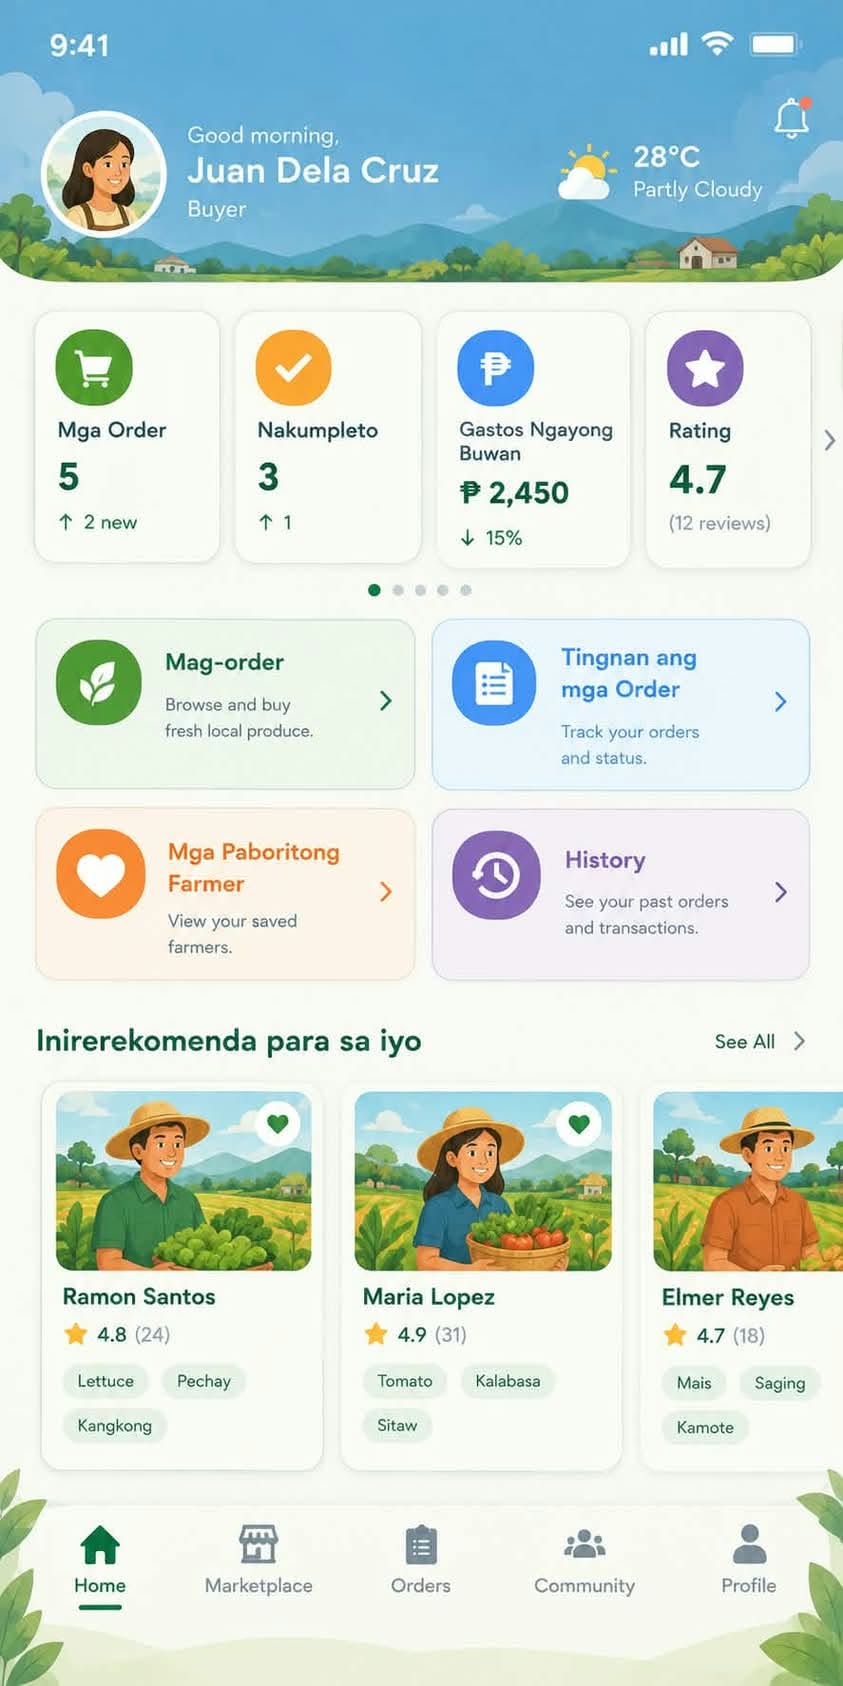 9:41
Good morning,
Juan Dela Cruz
Buyer
28°C
Partly Cloudy
Mga Order
5
↑ 2 new
Nakumpleto
3
↑ 1
Gastos Ngayong
Buwan
₱ 2,450
↓ 15%
Rating
4.7
(12 reviews)
Mag-order
Browse and buy
fresh local produce.
Tingnan ang
mga Order
Track your orders
and status.
Mga Paboritong
Farmer
View your saved
farmers.
History
See your past orders
and transactions.
Inirerekomenda para sa iyo
See All
Ramon Santos
4.8 (24)
Lettuce
Pechay
Kangkong
Maria Lopez
4.9 (31)
Tomato
Kalabasa
Sitaw
Elmer Reyes
4.7 (18)
Mais
Saging
Kamote
Home
Marketplace
Orders
Community
Profile